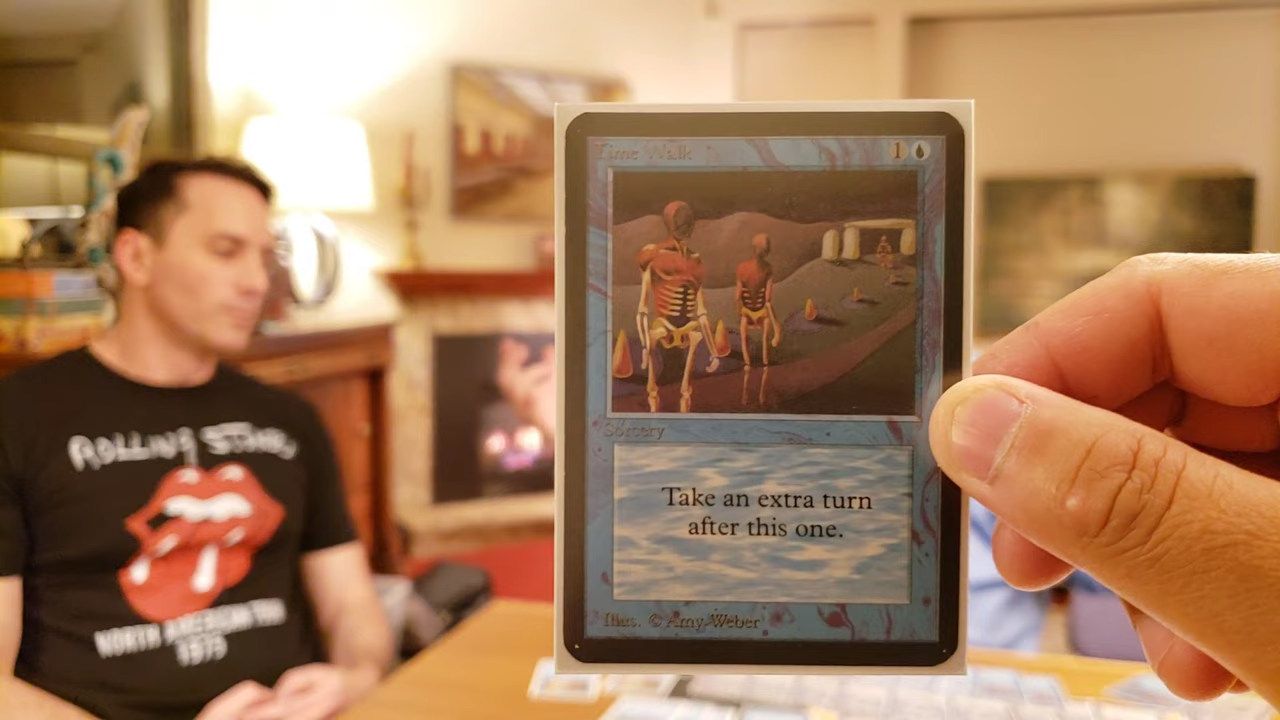 Time Walk
1
Sorcery
Take an extra turn
after this one.
Illus. © Amy Weber
ROLLING STONES
NORTH AMERICAN TOUR
1975